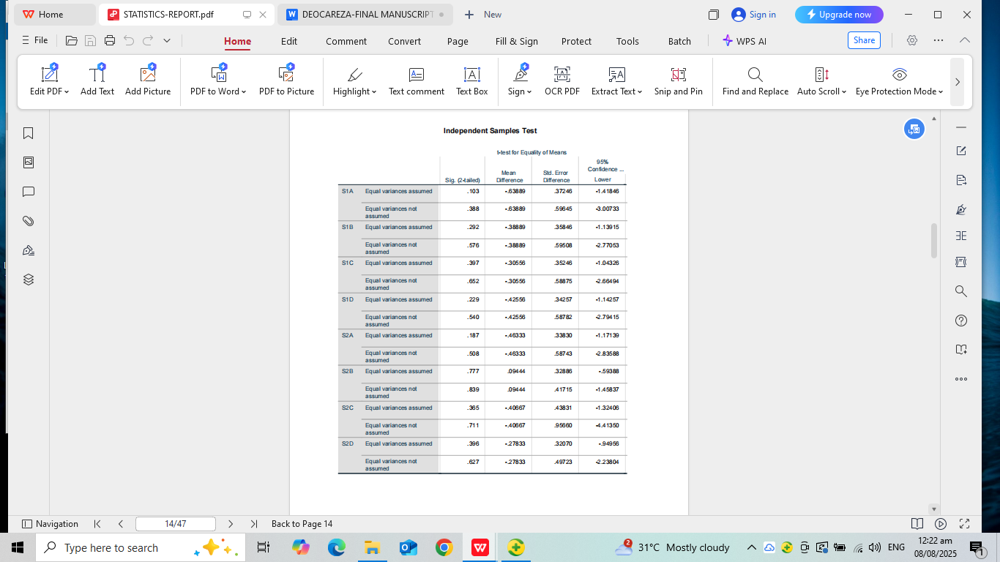 Home
STATISTICS-REPORT.pdf
DEOCAREZA-FINAL MANUSCRIPT
New
Sign in
Upgrade now
File
Home Edit Comment Convert Page Fill & Sign Protect Tools Batch WPS AI
Share
Edit PDF Add Text Add Picture PDF to Word PDF to Picture Highlight Text comment Text Box Sign OCR PDF Extract Text Snip and Pin Find and Replace Auto Scroll Eye Protection Mode
Independent Samples Test
t-test for Equality of Means
95%
Confidence ...
Mean Std. Error
Sig. (2-tailed) Difference Difference Lower
S1A Equal variances assumed .103 -.63889 .37246 -1.41846
Equal variances not
assumed .388 -.63889 .59645 -3.00733
S1B Equal variances assumed .292 -.38889 .35846 -1.13915
Equal variances not
assumed .576 -.38889 .59508 -2.77053
S1C Equal variances assumed .397 -.30556 .35246 -1.04326
Equal variances not
assumed .652 -.30556 .58875 -2.66494
S1D Equal variances assumed .229 -.42556 .34257 -1.14257
Equal variances not
assumed .540 -.42556 .58782 -2.79415
S2A Equal variances assumed .187 -.46333 .33830 -1.17139
Equal variances not
assumed .508 -.46333 .58743 -2.83588
S2B Equal variances assumed .777 .09444 .32886 -.59388
Equal variances not
assumed .839 .09444 .41715 -1.45837
S2C Equal variances assumed .365 -.40667 .43831 -1.32406
Equal variances not
assumed .711 -.40667 .95660 -4.41350
S2D Equal variances assumed .396 -.27833 .32070 -.94956
Equal variances not
assumed .627 -.27833 .49723 -2.23804
Navigation
14/47
Back to Page 14
Type here to search
2
31°C Mostly cloudy
ENG
12:22 am
08/08/2025
1